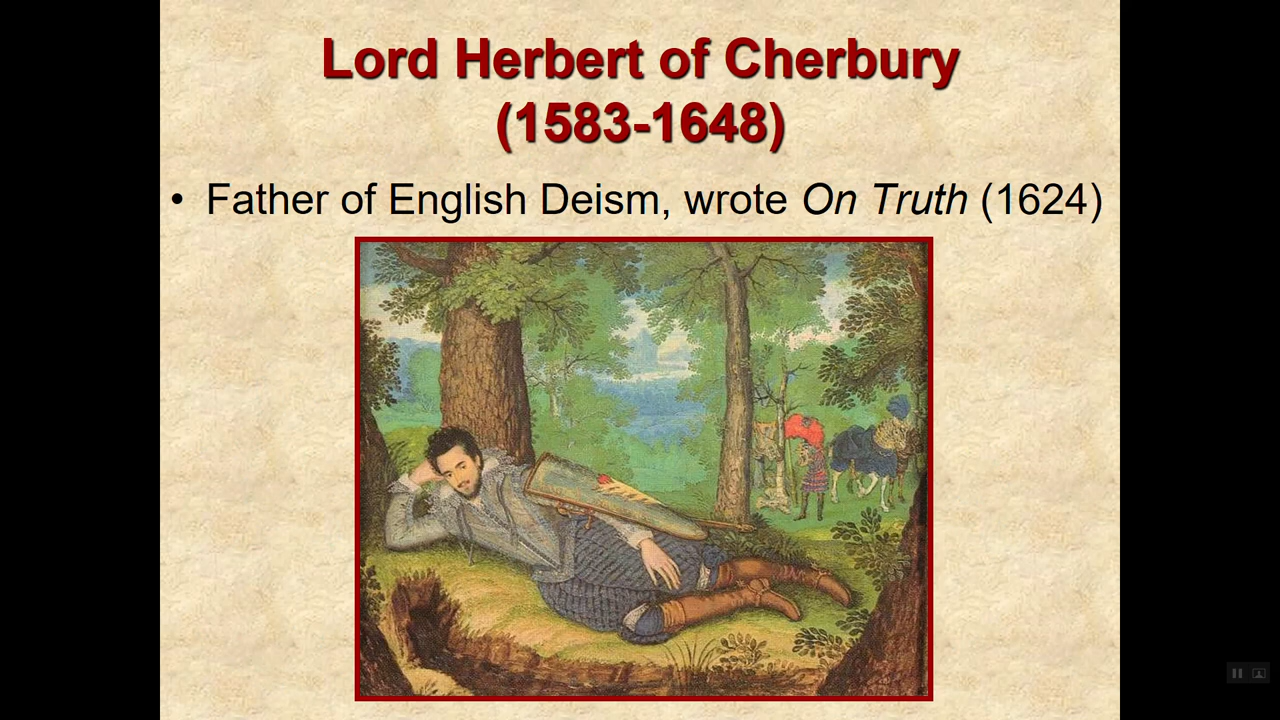 Lord Herbert of Cherbury
(1583-1648)
• Father of English Deism, wrote On Truth (1624)